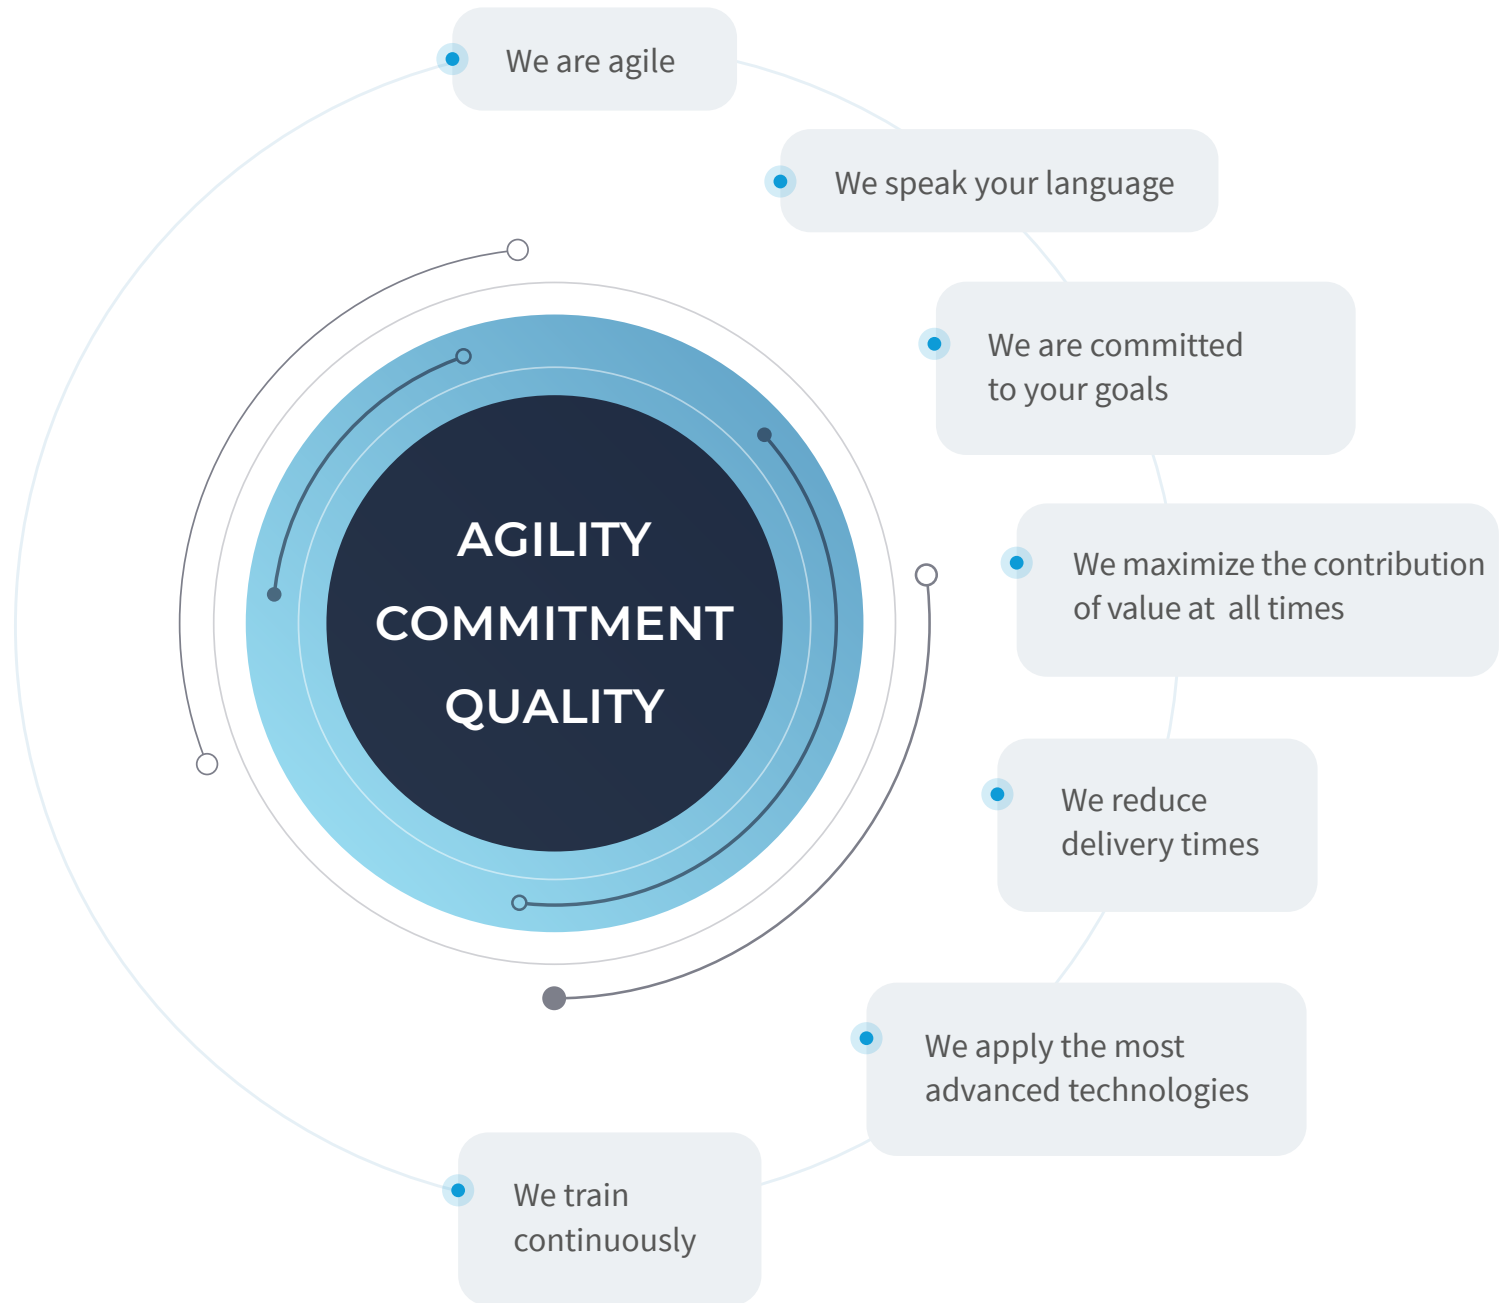 We are agile
We speak your language
We are committed
to your goals
We maximize the contribution
of value at  all times
We reduce
delivery times
We apply the most
advanced technologies
We train
continuously
AGILITY
COMMITMENT
QUALITY